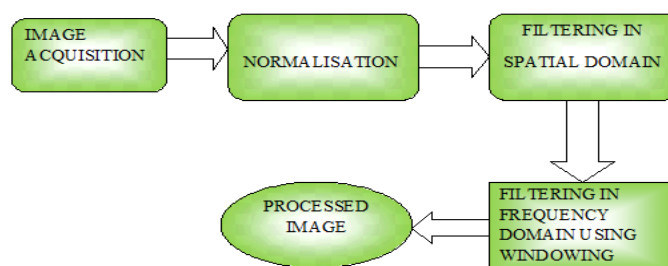 IMAGE
ACQUISITION
NORMALISATION
FILTERING IN
SPATIAL DOMAIN
FILTERING IN
FREQUENCY
DOMAIN USING
WINDOWING
PROCESSED
IMAGE